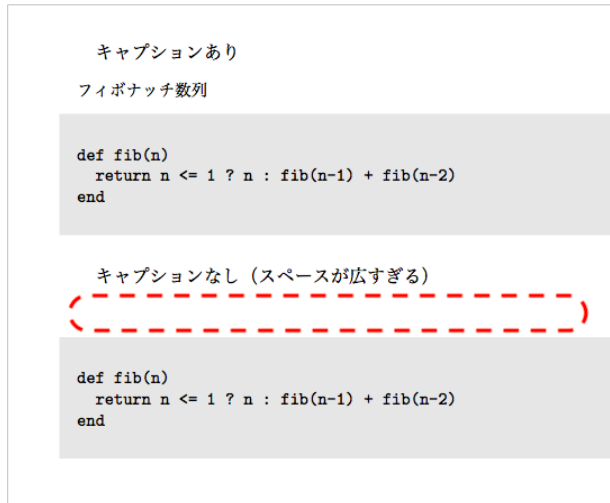 キャプションあり
フィボナッチ数列
def fib(n)
  return n <= 1 ? n : fib(n-1) + fib(n-2)
end
キャプションなし（スペースが広すぎる）
def fib(n)
  return n <= 1 ? n : fib(n-1) + fib(n-2)
end